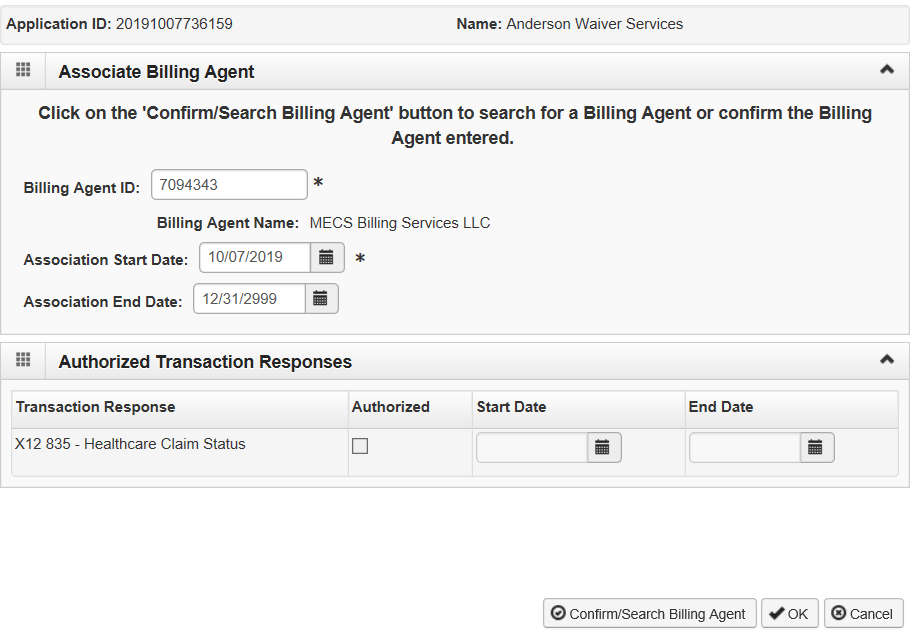 Application ID: 20191007736159 Name: Anderson Waiver Services
Associate Billing Agent
Click on the 'Confirm/Search Billing Agent' button to search for a Billing Agent or confirm the Billing
Agent entered.
Billing Agent ID: 7094343 *
Billing Agent Name: MECS Billing Services LLC
Association Start Date: 10/07/2019 *
Association End Date: 12/31/2999
Authorized Transaction Responses
Transaction Response Authorized Start Date End Date
X12 835 - Healthcare Claim Status
Confirm/Search Billing Agent OK Cancel